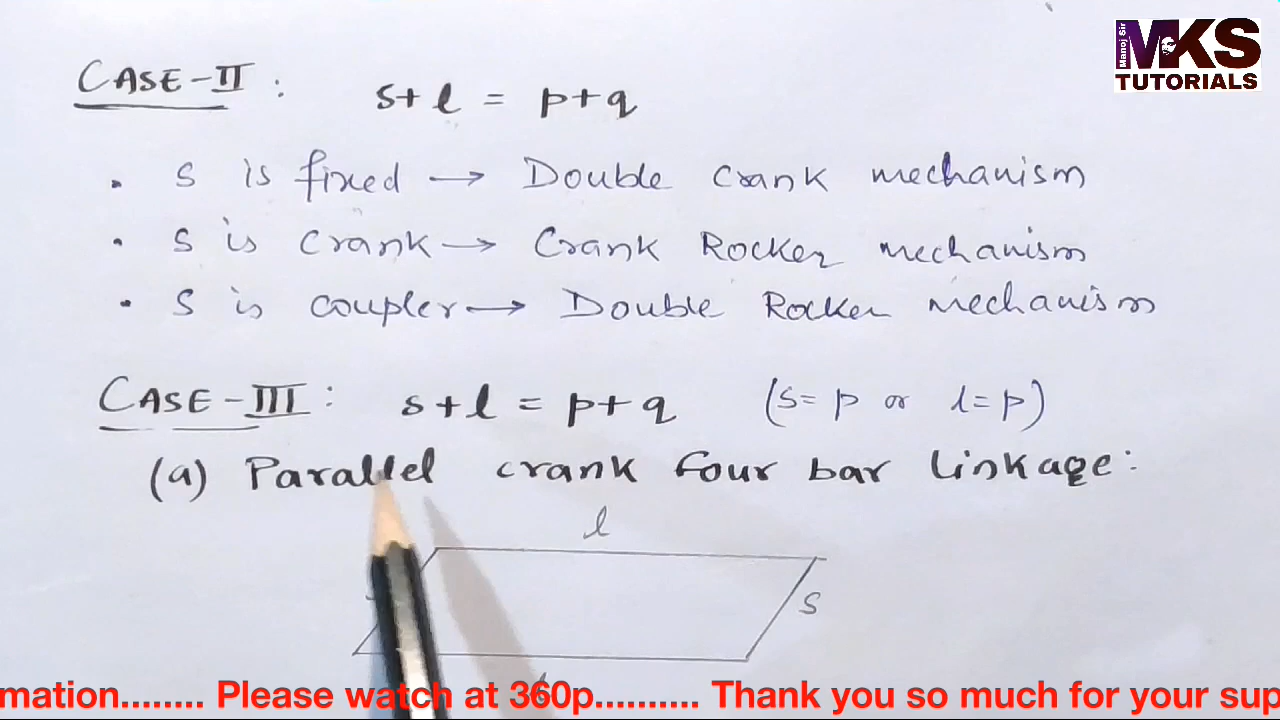 Manoj Sir
MKS
TUTORIALS
CASE-II :  s+l = p+q
• S is fixed → Double crank mechanism
• S is crank → Crank Rocker mechanism
• S is coupler → Double Rocker mechanism
CASE-III :  s+l = p+q  (s=p or l=p)
(a) Parallel crank four bar linkage:
l
S
mation........ Please watch at 360p.......... Thank you so much for your sup